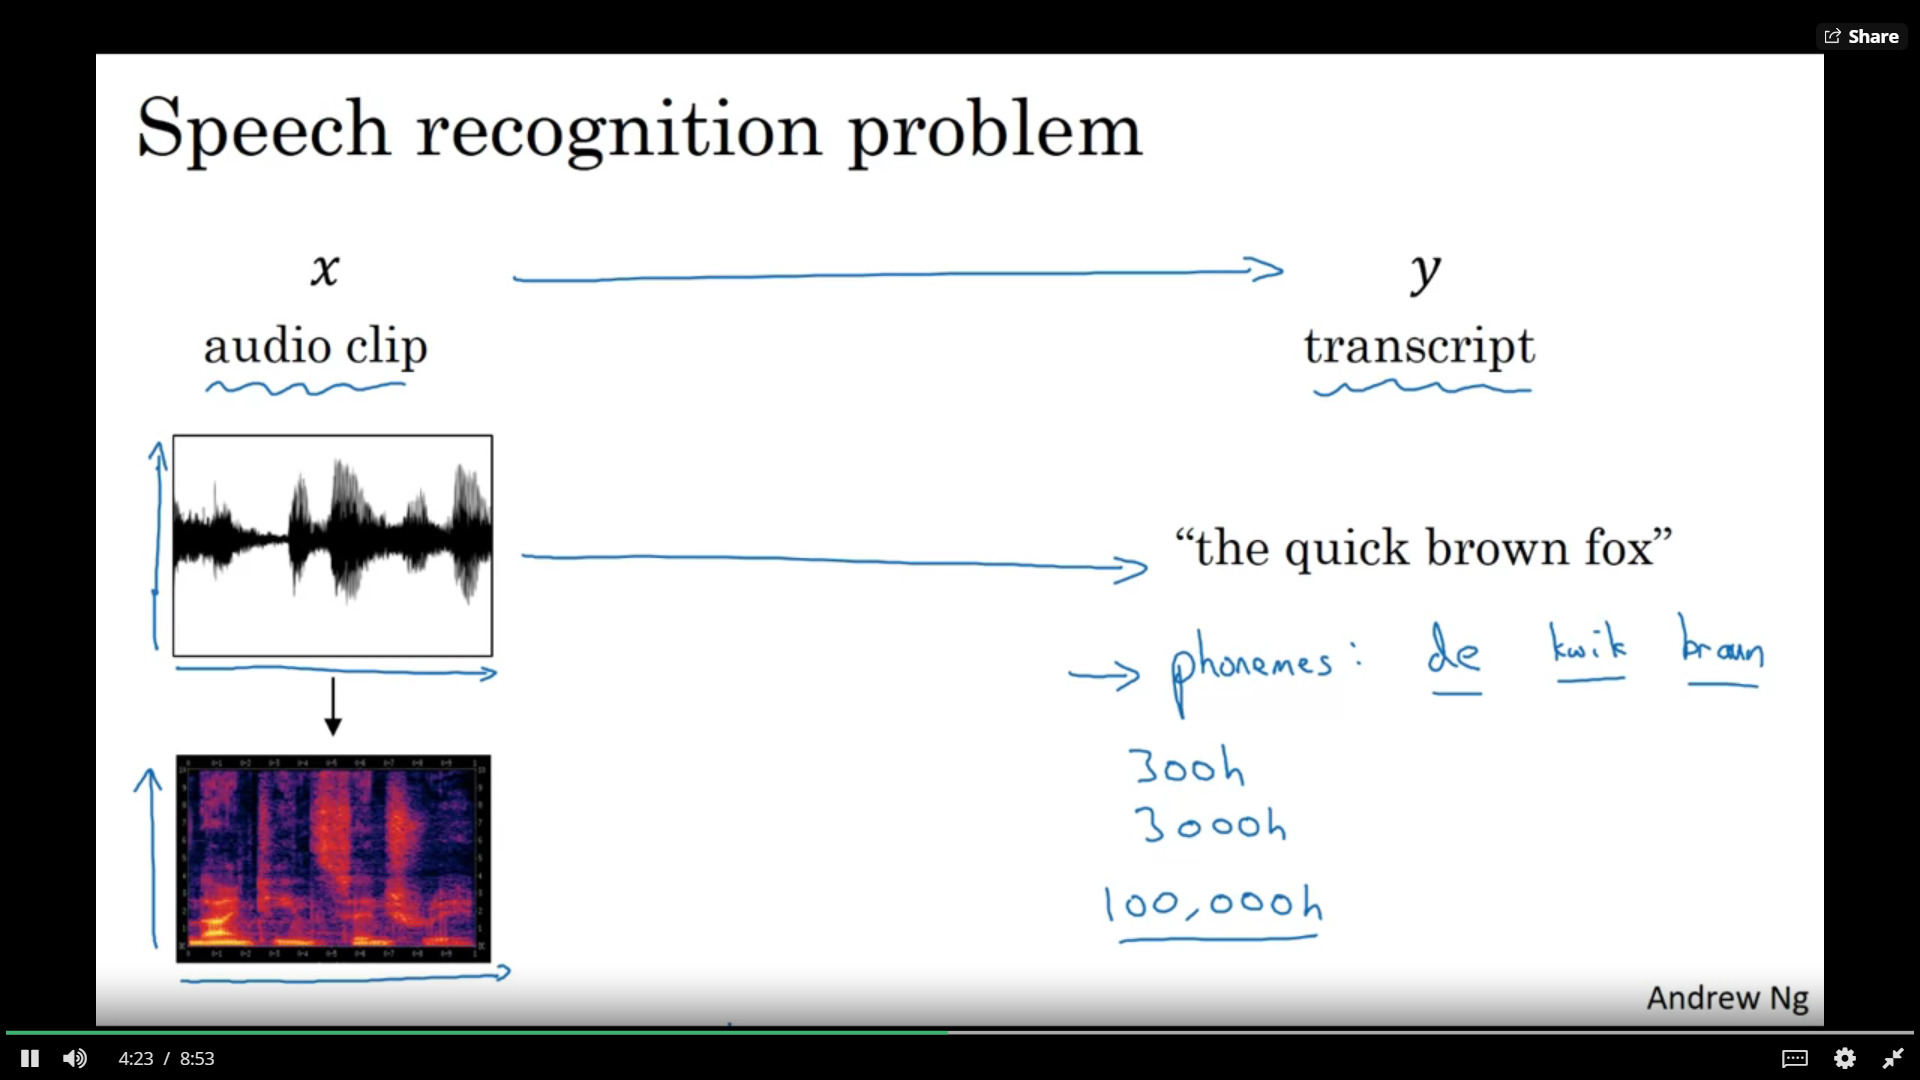 Share
Speech recognition problem
x y
audio clip transcript
“the quick brown fox”
phonemes: de kwik braun
300h
3000h
100,000h
Andrew Ng
4:23 / 8:53